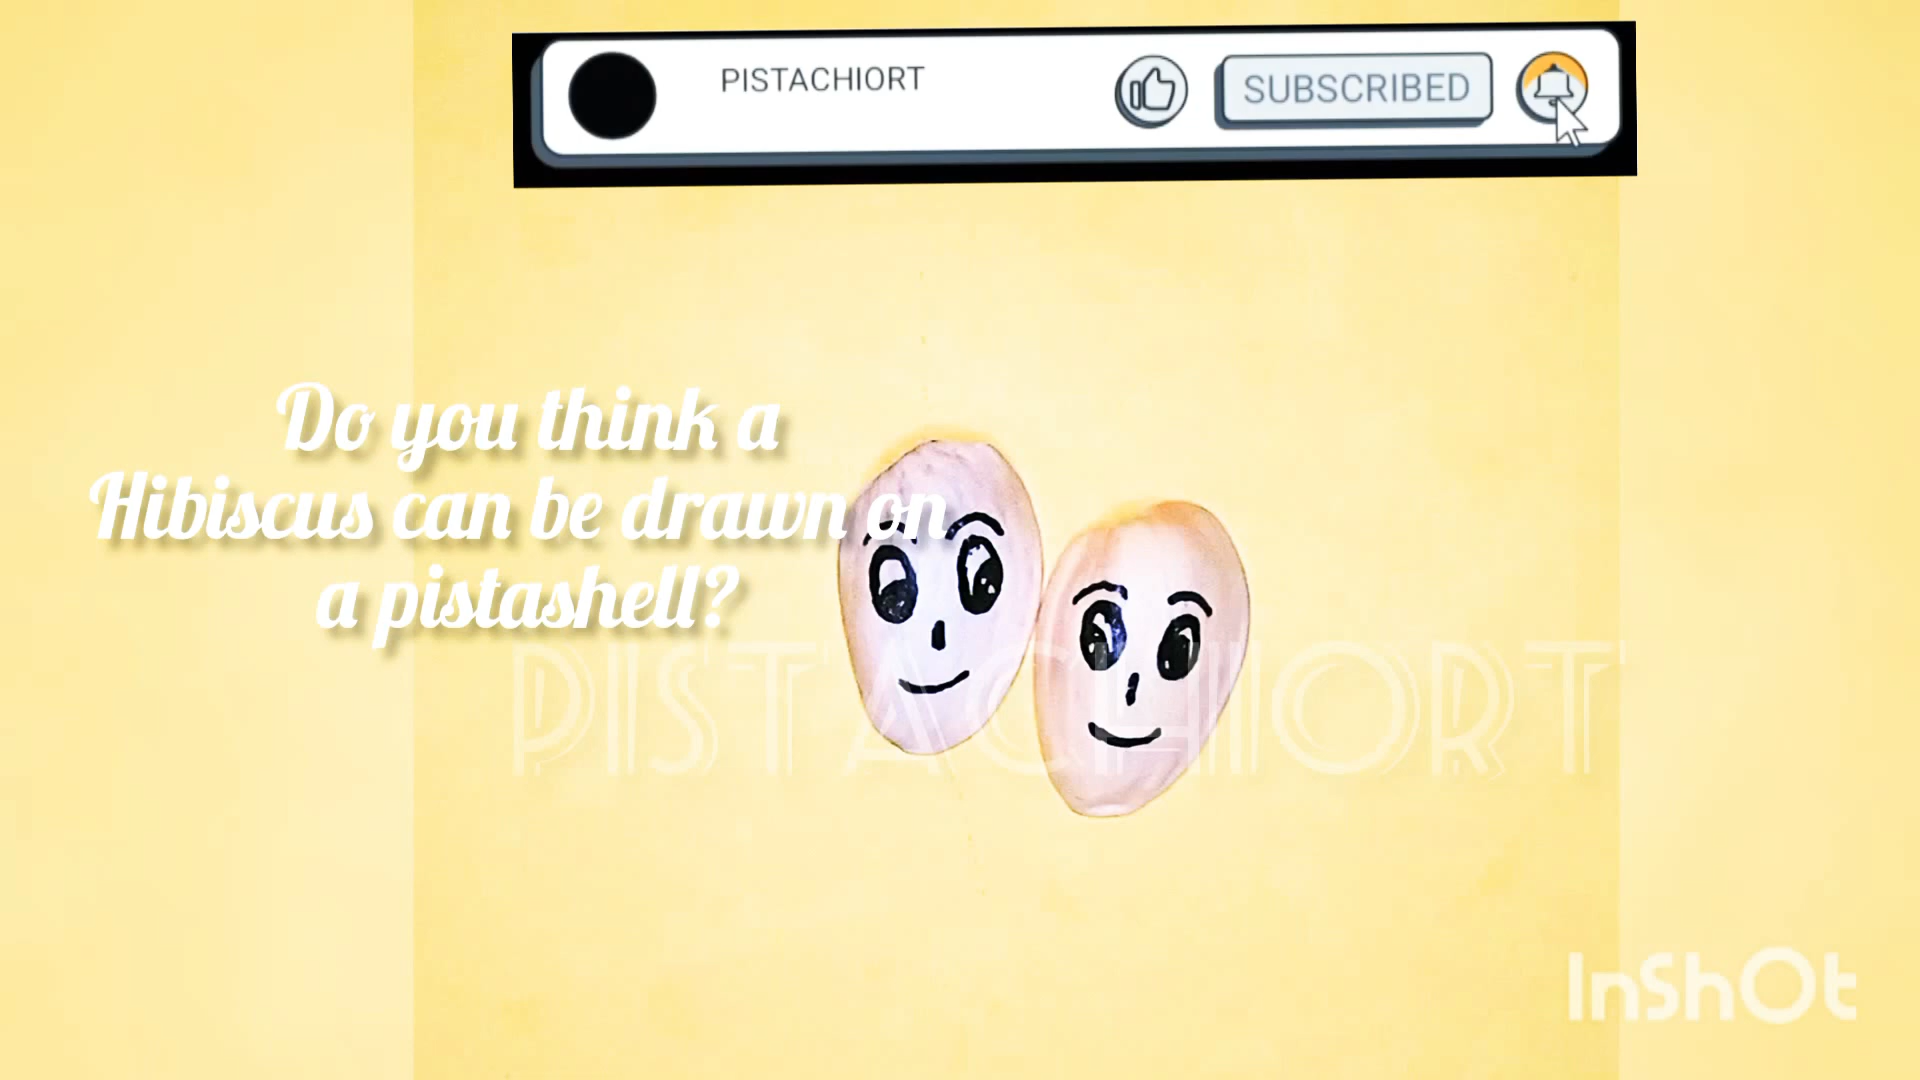 PISTACHIORT
SUBSCRIBED
Do you think a
Hibiscus can be drawn on
a pistashell?
PISTACHIORT
InShOt